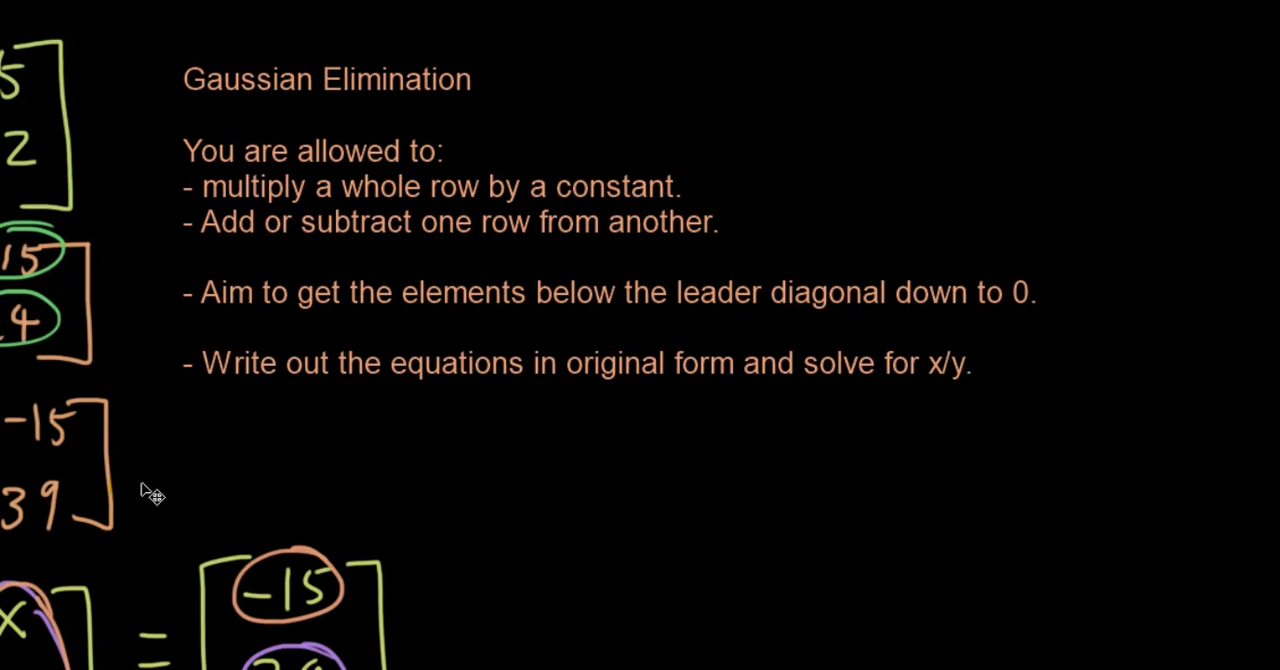 5
2
Gaussian Elimination
You are allowed to:
- multiply a whole row by a constant.
- Add or subtract one row from another.
15
4
- Aim to get the elements below the leader diagonal down to 0.
- Write out the equations in original form and solve for x/y.
-15
39
x = -15